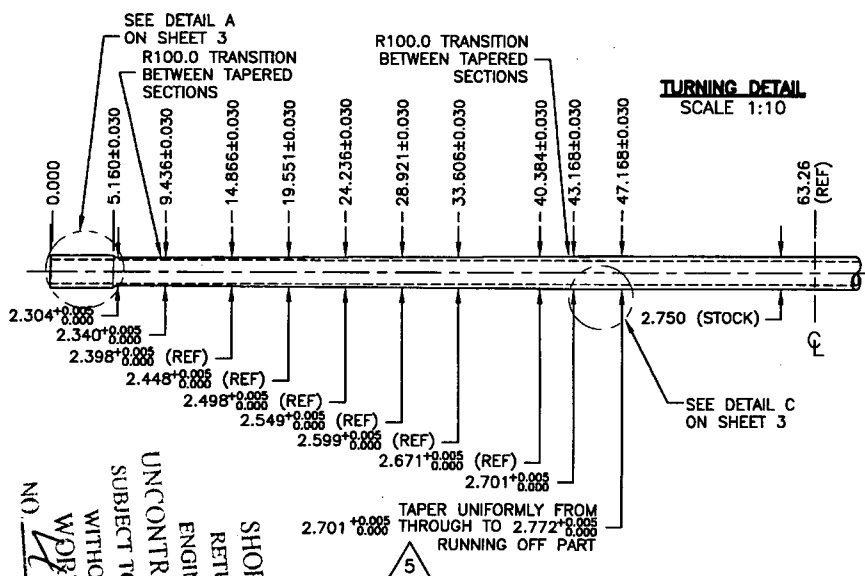 SEE DETAIL A
ON SHEET 3
R100.0 TRANSITION
BETWEEN TAPERED
SECTIONS
R100.0 TRANSITION
BETWEEN TAPERED
SECTIONS
TURNING DETAIL
SCALE 1:10
0.000
5.160±0.030
9.436±0.030
14.866±0.030
19.551±0.030
24.236±0.030
28.921±0.030
33.606±0.030
40.384±0.030
43.168±0.030
47.168±0.030
63.26
(REF)
2.304+0.005 0.000
2.340+0.005 0.000
2.398+0.005 0.000 (REF)
2.448+0.005 0.000 (REF)
2.498+0.005 0.000 (REF)
2.549+0.005 0.000 (REF)
2.599+0.005 0.000 (REF)
2.671+0.005 0.000 (REF)
2.701+0.005 0.000
2.750 (STOCK)
℄
SEE DETAIL C
ON SHEET 3
TAPER UNIFORMLY FROM
2.701 +0.005 0.000 THROUGH TO 2.772+0.005 0.000
RUNNING OFF PART
5
UNCONTR
SUBJECT TO
WITHO
WOR
NO.
ENGI